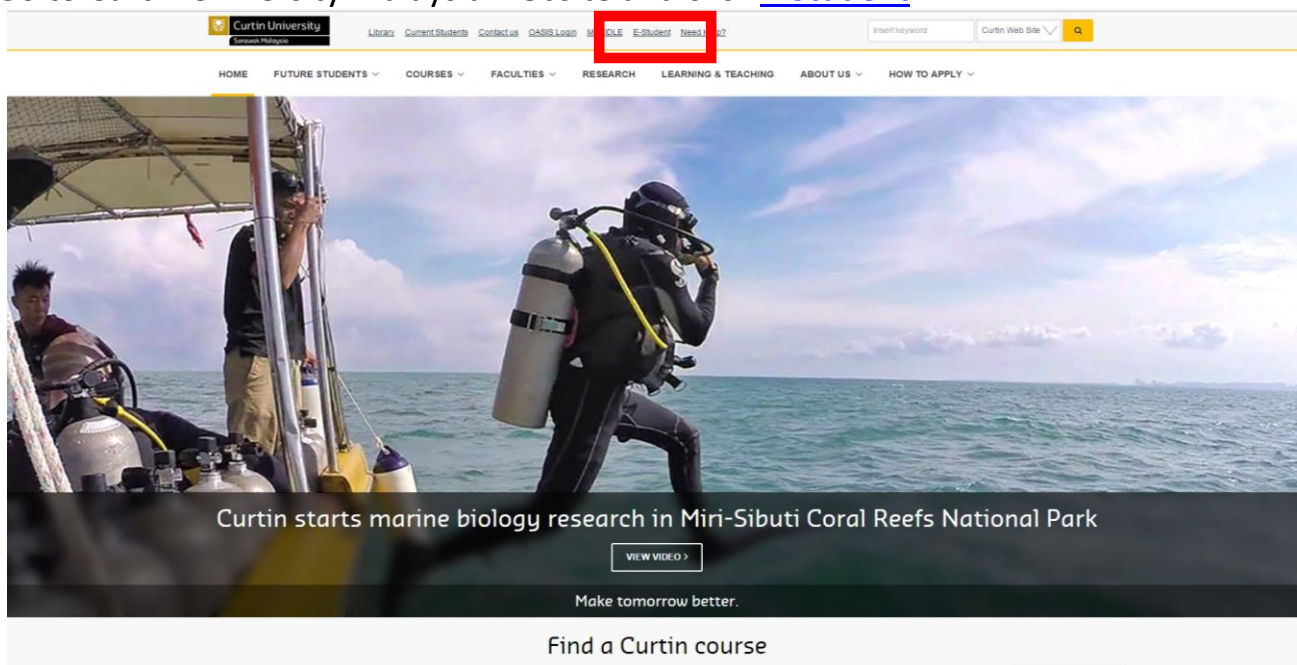 Curtin University
Sarawak Malaysia
Library Current Students Contact us OASIS Login E-Student Need
Insert keyword
Curtin Web Site
HOME FUTURE STUDENTS COURSES FACULTIES RESEARCH LEARNING & TEACHING ABOUT US HOW TO APPLY
Curtin starts marine biology research in Miri-Sibuti Coral Reefs National Park
VIEW VIDEO >
Make tomorrow better.
Find a Curtin course